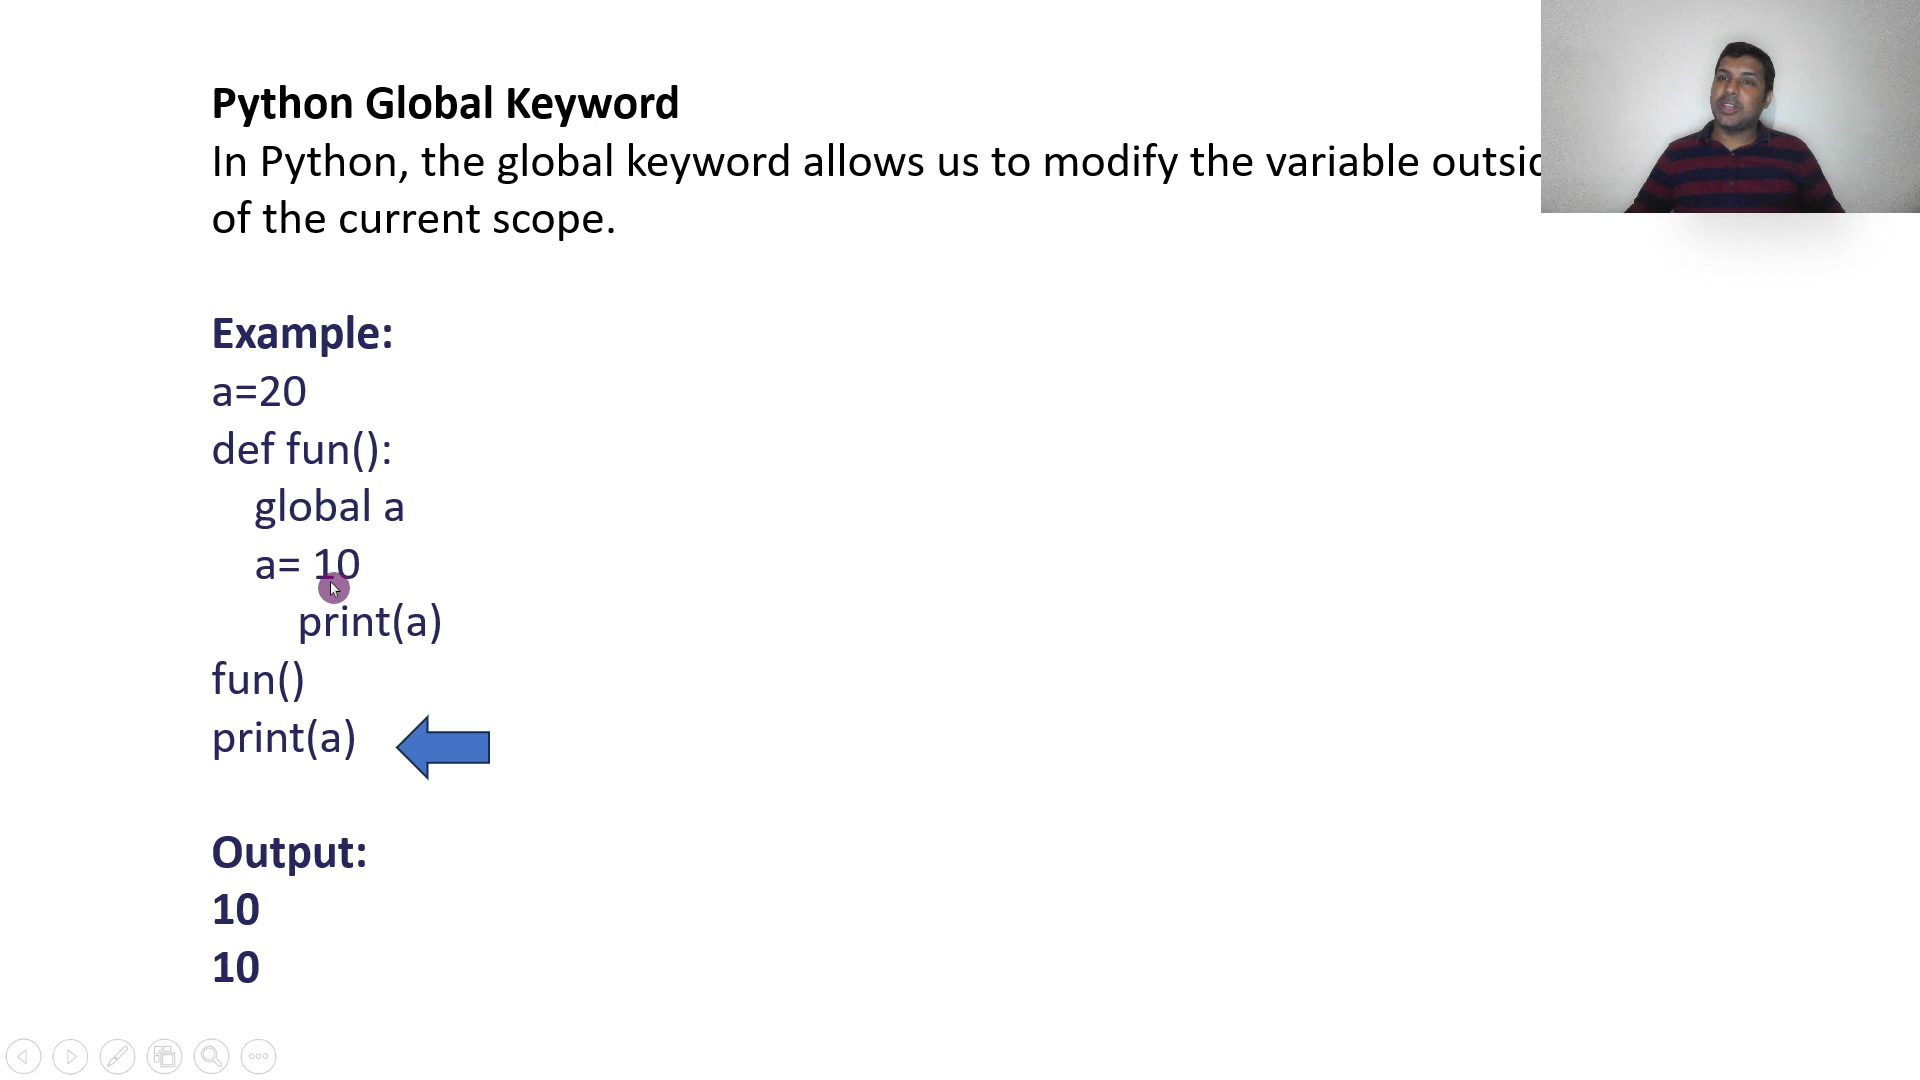 Python Global Keyword
In Python, the global keyword allows us to modify the variable
of the current scope.
Example:
a=20
def fun():
global a
a= 10
print(a)
fun()
print(a)
Output:
10
10